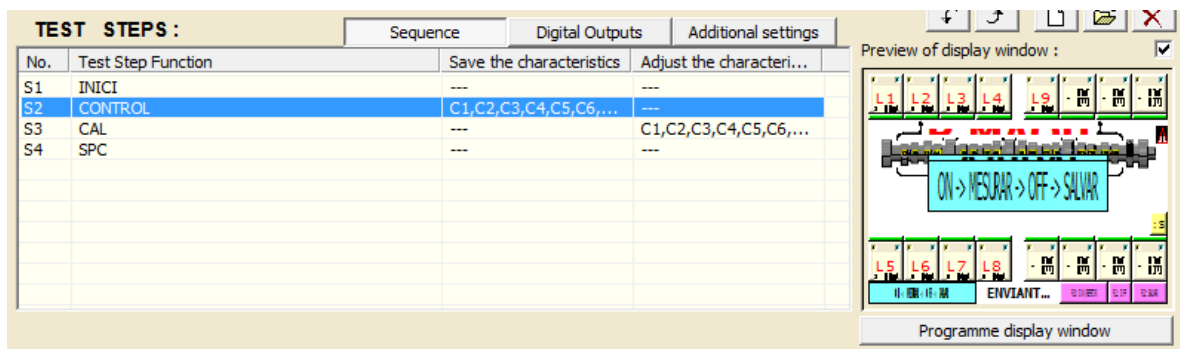 TEST STEPS:
Sequence Digital Outputs Additional settings
Preview of display window :
No. Test Step Function Save the characteristics Adjust the characteri...
S1 INICI --- ---
S2 CONTROL C1,C2,C3,C4,C5,C6,... ---
S3 CAL --- C1,C2,C3,C4,C5,C6,...
S4 SPC --- ---
L1 L2 L3 L4 L9
ON -> MESURAR -> OFF -> SALVAR
L5 L6 L7 L8
ENVIANT...
Programme display window